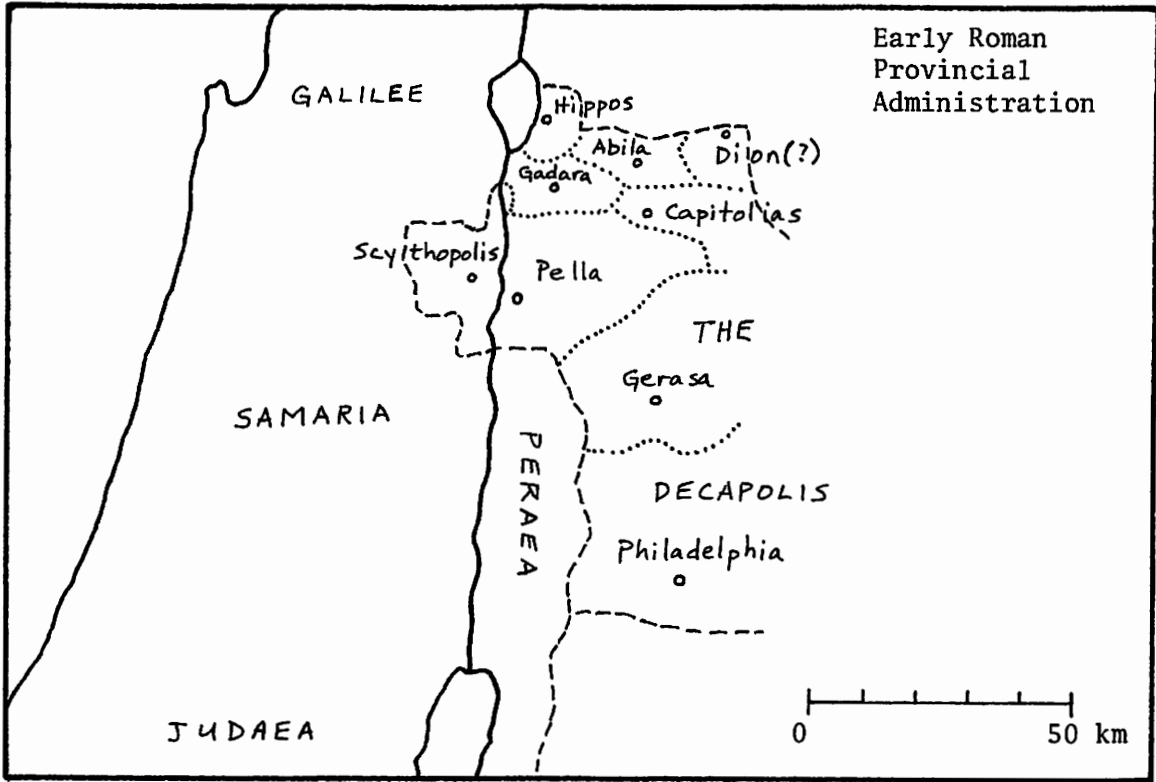 Early Roman
Provincial
Administration
GALILEE
Hippos
Abila
Dion(?)
Gadara
Capitolias
Scythopolis
Pella
THE
Gerasa
SAMARIA
PERAEA
DECAPOLIS
Philadelphia
JUDAEA
0 50 km